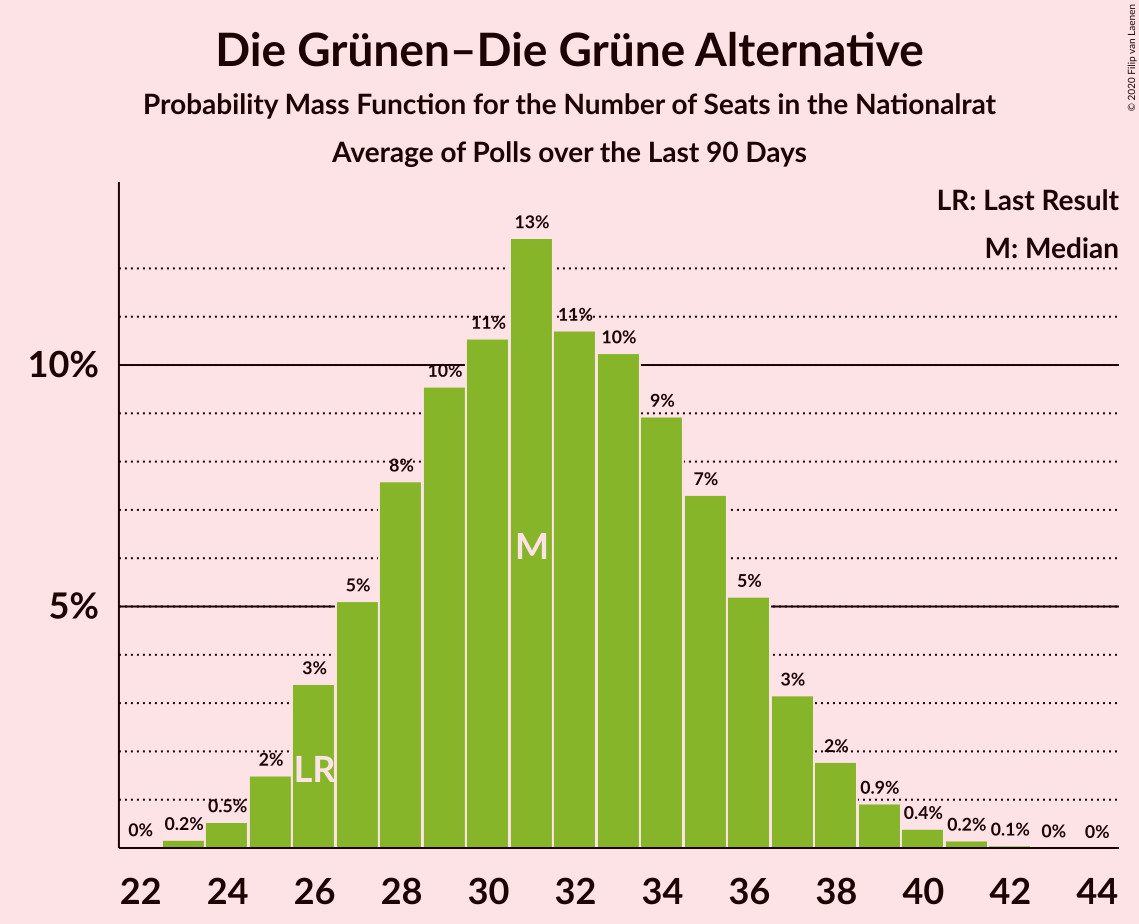 Die Grünen–Die Grüne Alternative
Probability Mass Function for the Number of Seats in the Nationalrat
Average of Polls over the Last 90 Days
© 2020 Filip van Laenen
LR: Last Result
M: Median
13%
11%
11%
10%
10%
10%
9%
8%
7%
M
5%
5%
5%
3%
3%
2%
LR
2%
0.9%
0.5%
0.4%
0.2%
0.2%
0.1%
0%
0%
0%
22 24 26 28 30 32 34 36 38 40 42 44